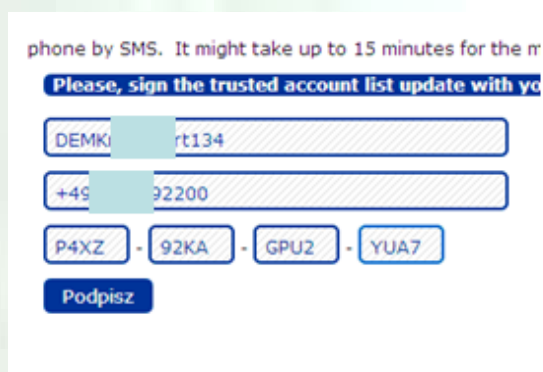 phone by SMS. It might take up to 15 minutes for the m
Please, sign the trusted account list update with yo
DEMK rt134
+49 92200
P4XZ - 92KA - GPU2 - YUA7
Podpisz